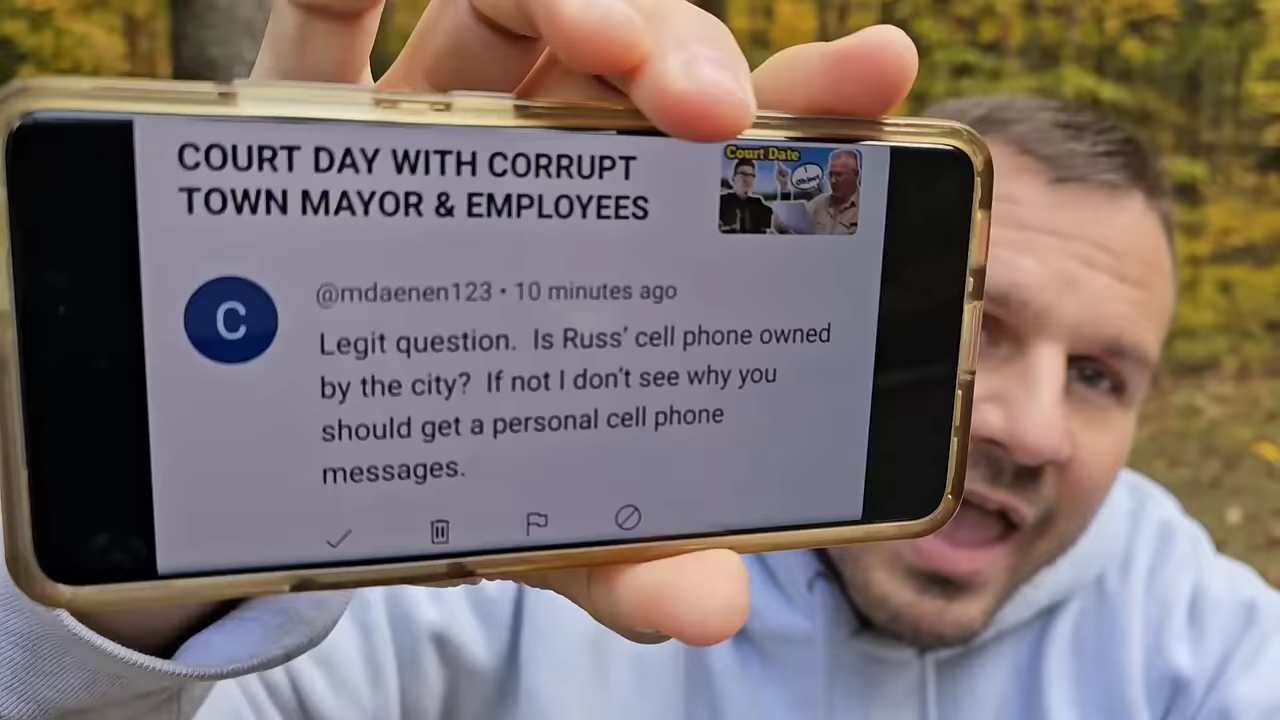 COURT DAY WITH CORRUPT
TOWN MAYOR & EMPLOYEES
Court Date
I
Object
C
@mdaenen123 • 10 minutes ago
Legit question.  Is Russ' cell phone owned
by the city?  If not I don't see why you
should get a personal cell phone
messages.